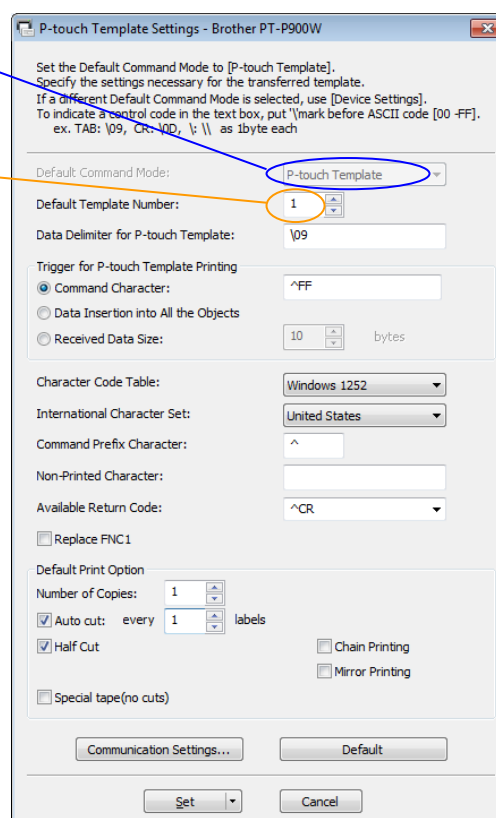 P-touch Template Settings - Brother PT-P900W
Set the Default Command Mode to [P-touch Template].
Specify the settings necessary for the transferred template.
If a different Default Command Mode is selected, use [Device Settings].
To indicate a control code in the text box, put '\'mark before ASCII code [00 -FF].
ex. TAB: \09, CR: \0D, \: \\ as 1byte each
Default Command Mode: P-touch Template
Default Template Number: 1
Data Delimiter for P-touch Template: \09
Trigger for P-touch Template Printing
Command Character: ^FF
Data Insertion into All the Objects
Received Data Size: 10 bytes
Character Code Table: Windows 1252
International Character Set: United States
Command Prefix Character: ^
Non-Printed Character:
Available Return Code: ^CR
Replace FNC1
Default Print Option
Number of Copies: 1
Auto cut: every 1 labels
Half Cut Chain Printing
Mirror Printing
Special tape(no cuts)
Communication Settings... Default
Set Cancel